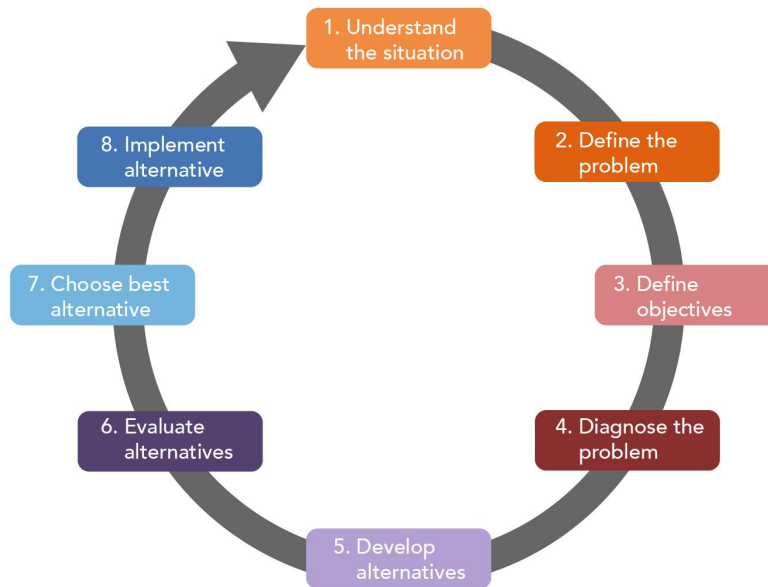 1. Understand
the situation
2. Define the
problem
3. Define
objectives
4. Diagnose the
problem
5. Develop
alternatives
6. Evaluate
alternatives
7. Choose best
alternative
8. Implement
alternative